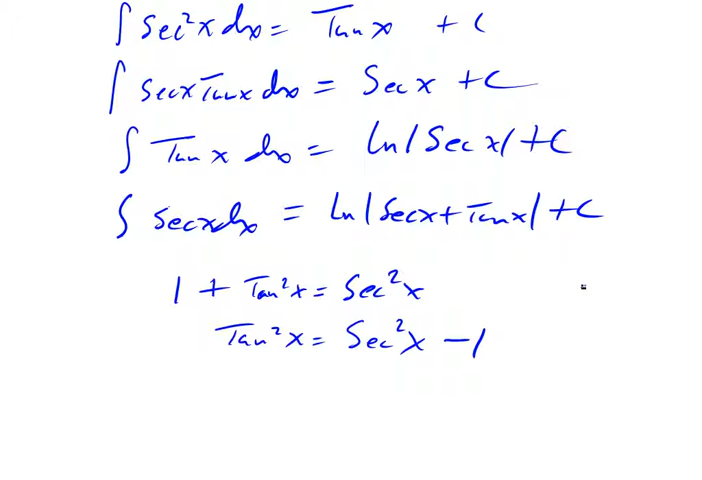 ∫ Sec²x dx = Tan x + C
∫ Secx Tanx dx = Sec x + C
∫ Tan x dx = ln|Sec x| + C
∫ secx dx = ln|Secx + Tanx| + C
1 + Tan²x = Sec²x
Tan²x = Sec²x - 1